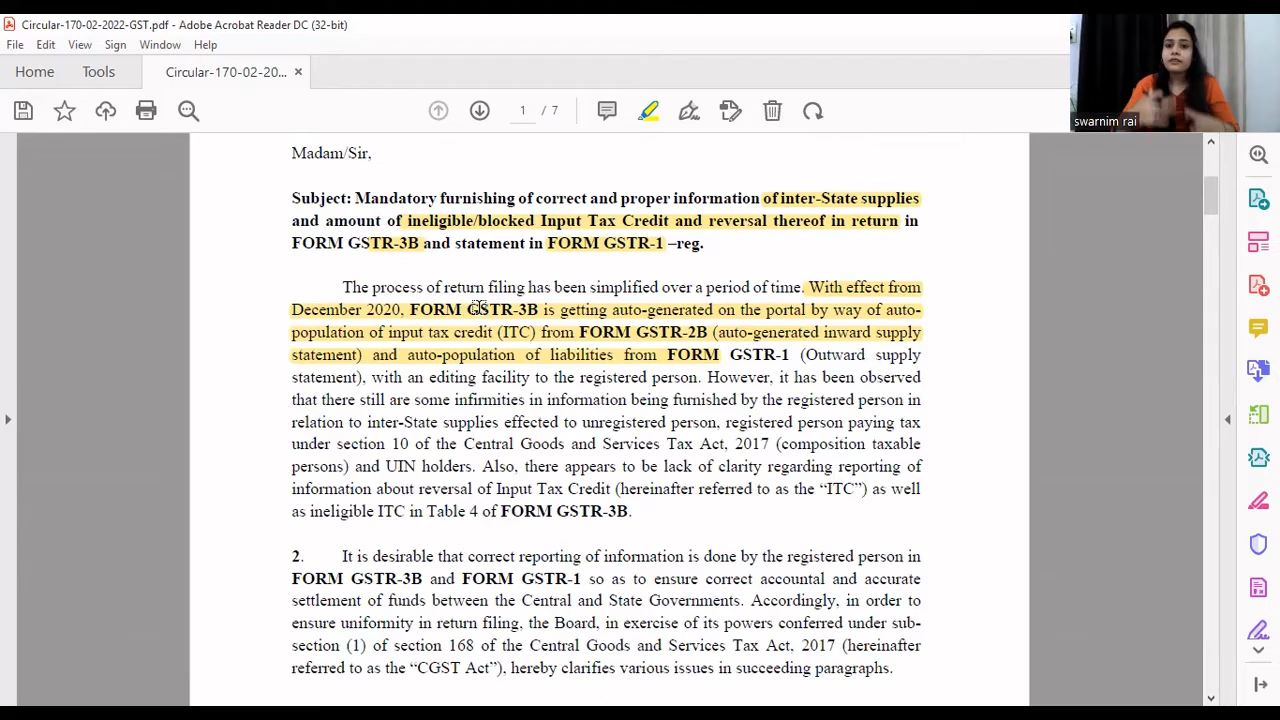 Circular-170-02-2022-GST.pdf - Adobe Acrobat Reader DC (32-bit)
File Edit View Sign Window Help
Home Tools Circular-170-02-20... ×
1 / 7
swarnim rai
Madam/Sir,
Subject: Mandatory furnishing of correct and proper information of inter-State supplies
and amount of ineligible/blocked Input Tax Credit and reversal thereof in return in
FORM GSTR-3B and statement in FORM GSTR-1 –reg.
The process of return filing has been simplified over a period of time. With effect from
December 2020, FORM GSTR-3B is getting auto-generated on the portal by way of auto-
population of input tax credit (ITC) from FORM GSTR-2B (auto-generated inward supply
statement) and auto-population of liabilities from FORM GSTR-1 (Outward supply
statement), with an editing facility to the registered person. However, it has been observed
that there still are some infirmities in information being furnished by the registered person in
relation to inter-State supplies effected to unregistered person, registered person paying tax
under section 10 of the Central Goods and Services Tax Act, 2017 (composition taxable
persons) and UIN holders. Also, there appears to be lack of clarity regarding reporting of
information about reversal of Input Tax Credit (hereinafter referred to as the “ITC”) as well
as ineligible ITC in Table 4 of FORM GSTR-3B.
2. It is desirable that correct reporting of information is done by the registered person in
FORM GSTR-3B and FORM GSTR-1 so as to ensure correct accountal and accurate
settlement of funds between the Central and State Governments. Accordingly, in order to
ensure uniformity in return filing, the Board, in exercise of its powers conferred under sub-
section (1) of section 168 of the Central Goods and Services Tax Act, 2017 (hereinafter
referred to as the “CGST Act”), hereby clarifies various issues in succeeding paragraphs.